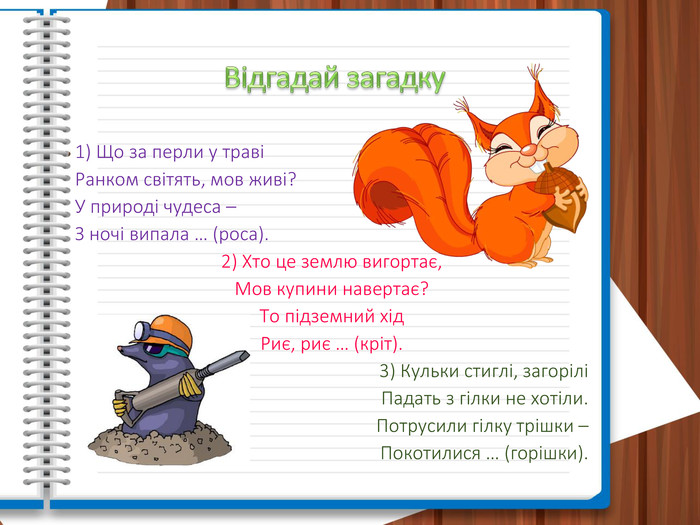 Відгадай загадку
1) Що за перли у траві
Ранком світять, мов живі?
У природі чудеса –
З ночі випала … (роса).
2) Хто це землю вигортає,
Мов купини навертає?
То підземний хід
Риє, риє … (кріт).
3) Кульки стиглі, загорілі
Падать з гілки не хотіли.
Потрусили гілку трішки –
Покотилися … (горішки).